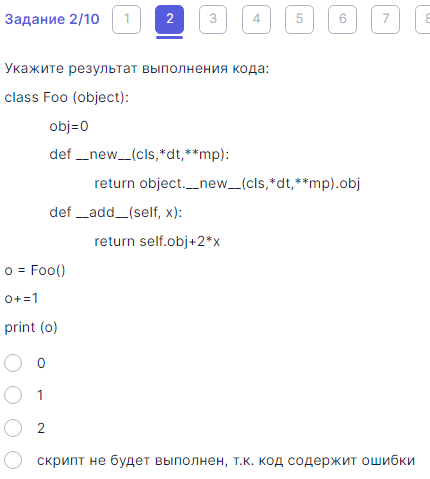 Задание 2/10 1 2 3 4 5 6 7 8
Укажите результат выполнения кода:
class Foo (object):
obj=0
def __new__(cls,*dt,**mp):
return object.__new__(cls,*dt,**mp).obj
def __add__(self, x):
return self.obj+2*x
o = Foo()
o+=1
print (o)
0
1
2
скрипт не будет выполнен, т.к. код содержит ошибки